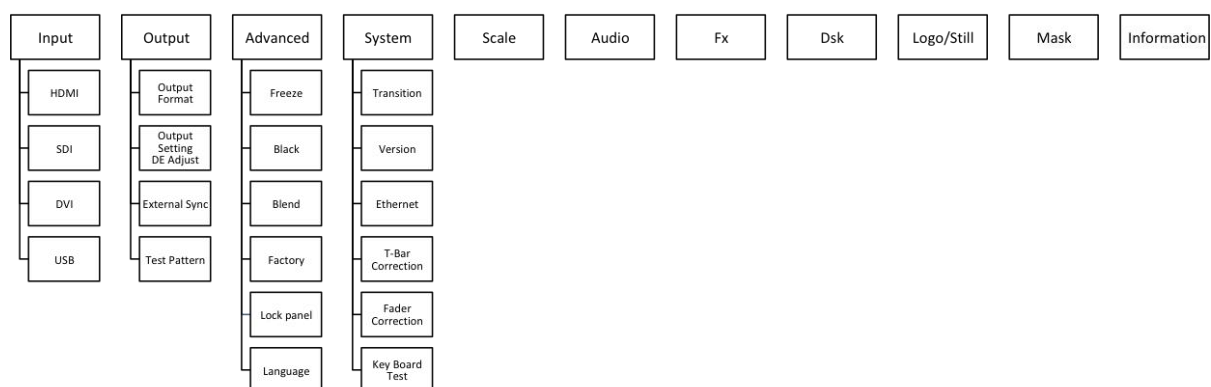 Input
Output
Advanced
System
Scale
Audio
Fx
Dsk
Logo/Still
Mask
Information
HDMI
SDI
DVI
USB
Output
Format
Output
Setting
DE Adjust
External Sync
Test Pattern
Freeze
Black
Blend
Factory
Lock panel
Language
Transition
Version
Ethernet
T-Bar
Correction
Fader
Correction
Key Board
Test